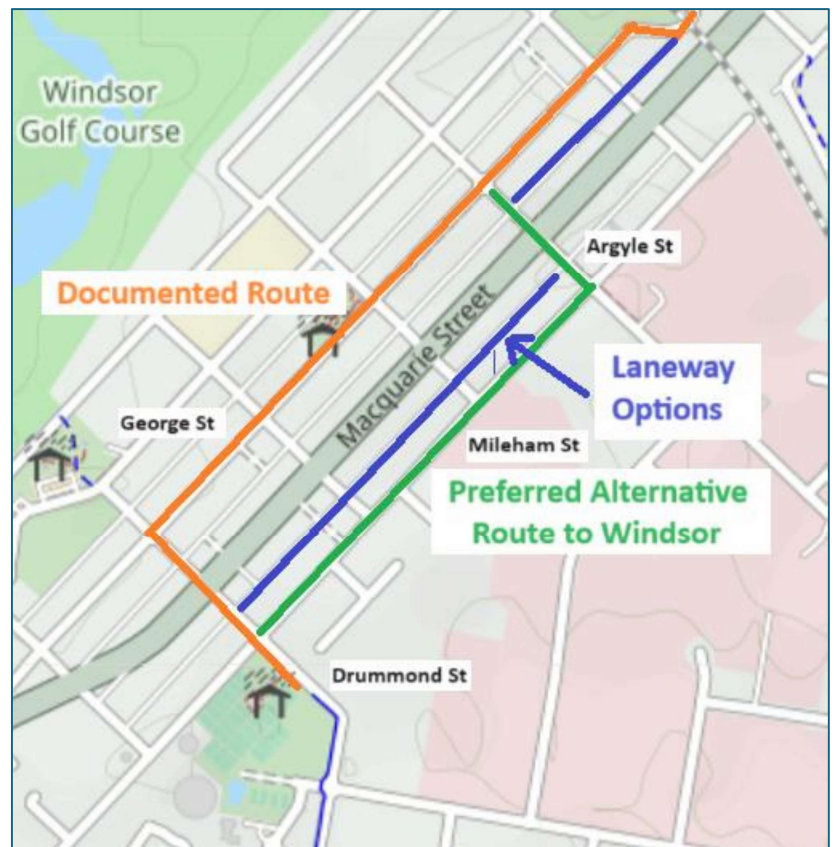 Windsor
Golf Course
Argyle St
Documented Route
Macquarie Street
Laneway
Options
George St
Mileham St
Preferred Alternative
Route to Windsor
Drummond St